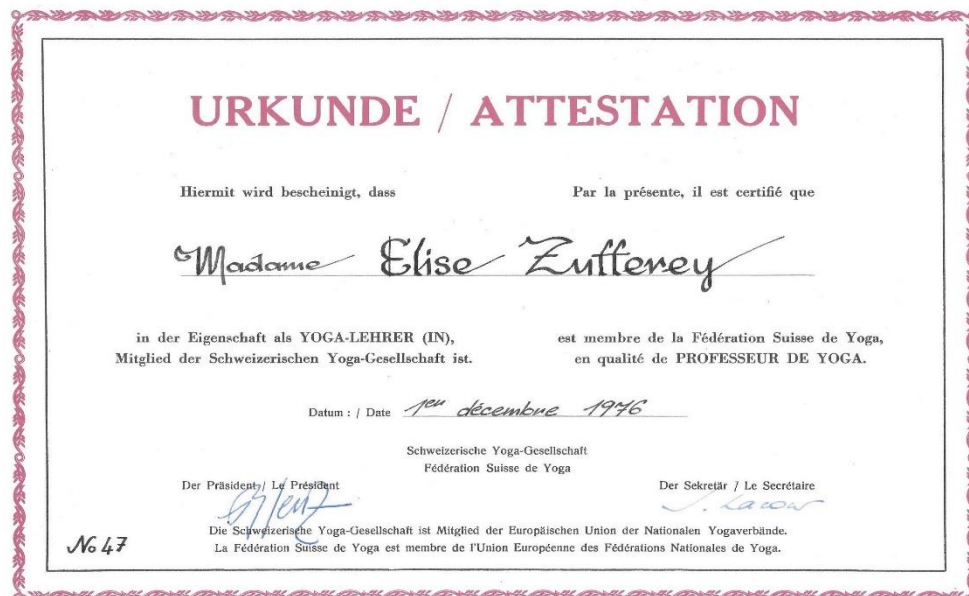 URKUNDE / ATTESTATION
Hiermit wird bescheinigt, dass
Par la présente, il est certifié que
Madame Elise Zufferey
in der Eigenschaft als YOGA-LEHRER (IN),
Mitglied der Schweizerischen Yoga-Gesellschaft ist.
est membre de la Fédération Suisse de Yoga,
en qualité de PROFESSEUR DE YOGA.
Datum : / Date 1er décembre 1976
Schweizerische Yoga-Gesellschaft
Fédération Suisse de Yoga
Der Präsident / Le Président
Der Sekretär / Le Secrétaire
Die Schweizerische Yoga-Gesellschaft ist Mitglied der Europäischen Union der Nationalen Yogaverbände.
La Fédération Suisse de Yoga est membre de l'Union Européenne des Fédérations Nationales de Yoga.
No 47